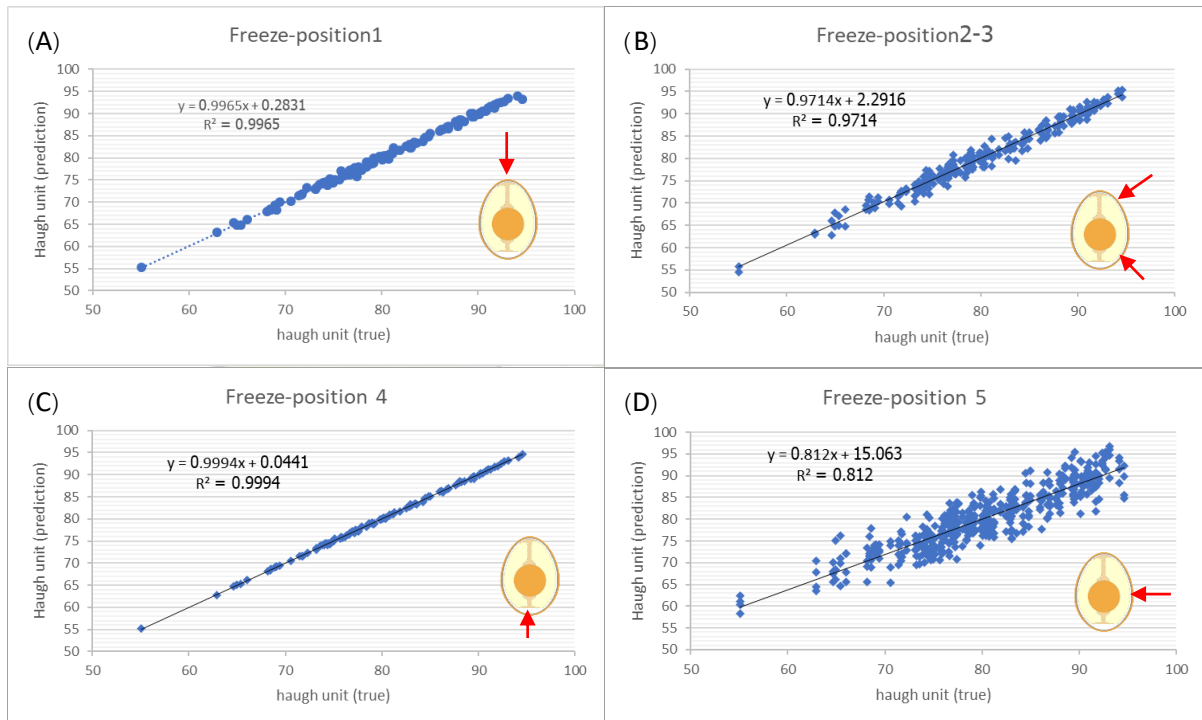 (A)
Freeze-position1
100
95
90
85
80
75
70
65
60
55
50
Haugh unit (prediction)
y = 0.9965x + 0.2831
R² = 0.9965
50
60
70
80
90
100
haugh unit (true)
(B)
Freeze-position2-3
100
95
90
85
80
75
70
65
60
55
50
Haugh unit (prediction)
y = 0.9714x + 2.2916
R² = 0.9714
50
60
70
80
90
100
haugh unit (true)
(C)
Freeze-position 4
100
95
90
85
80
75
70
65
60
55
50
Haugh unit (prediction)
y = 0.9994x + 0.0441
R² = 0.9994
50
60
70
80
90
100
haugh unit (true)
(D)
Freeze-position 5
100
95
90
85
80
75
70
65
60
55
50
Haugh unit (prediction)
y = 0.812x + 15.063
R² = 0.812
50
60
70
80
90
100
haugh unit (true)